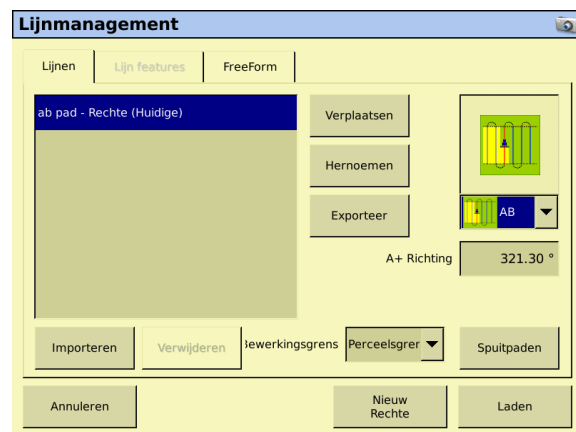 Lijnmanagement
Lijnen
Lijn features
FreeForm
ab pad - Rechte (Huidige)
Verplaatsen
Hernoemen
Exporteer
AB
A+ Richting
321.30 °
Importeren
Verwijderen
Bewerkingsgrens
Perceelsgrer
Spuitpaden
Annuleren
Nieuw
Rechte
Laden